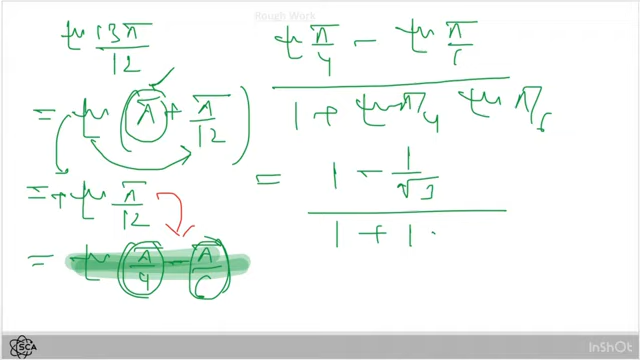 Rough Work
tan 13π/12
= tan (π + π/12)
= + tan π/12
= tan (π/4 - π/6)
tan π/4 - tan π/6
1 + tan π/4 tan π/6
= 1 - 1/√3
1 + 1 .
SCA
InShOt